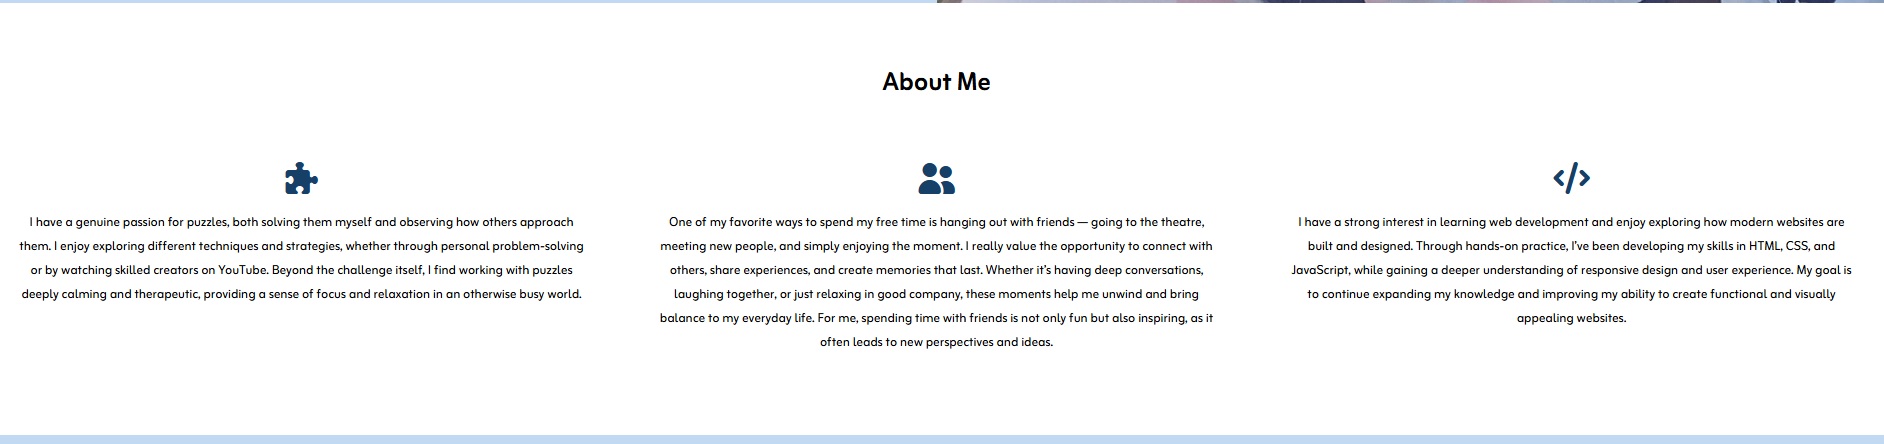 About Me
I have a genuine passion for puzzles, both solving them myself and observing how others approach
them. I enjoy exploring different techniques and strategies, whether through personal problem-solving
or by watching skilled creators on YouTube. Beyond the challenge itself, I find working with puzzles
deeply calming and therapeutic, providing a sense of focus and relaxation in an otherwise busy world.
One of my favorite ways to spend my free time is hanging out with friends — going to the theatre,
meeting new people, and simply enjoying the moment. I really value the opportunity to connect with
others, share experiences, and create memories that last. Whether it's having deep conversations,
laughing together, or just relaxing in good company, these moments help me unwind and bring
balance to my everyday life. For me, spending time with friends is not only fun but also inspiring, as it
often leads to new perspectives and ideas.
I have a strong interest in learning web development and enjoy exploring how modern websites are
built and designed. Through hands-on practice, I've been developing my skills in HTML, CSS, and
JavaScript, while gaining a deeper understanding of responsive design and user experience. My goal is
to continue expanding my knowledge and improving my ability to create functional and visually
appealing websites.